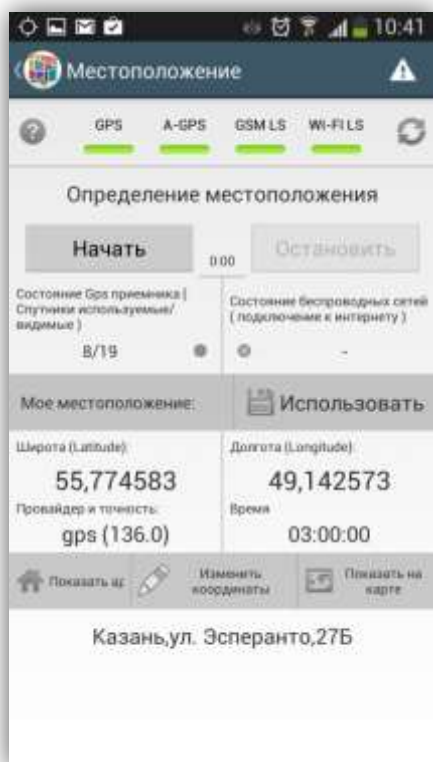 10:41
Местоположение
GPS A-GPS GSM LS WI-FI LS
Определение местоположения
Начать 0:00 Остановить
Состояние Gps приемника (
Спутники используемые/
видимые )
Состояние беспроводных сетей
( подключение к интернету )
8/19 -
Мое местоположение: Использовать
Широта (Latitude): Долгота (Longitude):
55,774583 49,142573
Провайдер и точность: Время
gps (136.0) 03:00:00
Показать ад Изменить координаты Показать на карте
Казань,ул. Эсперанто,27Б